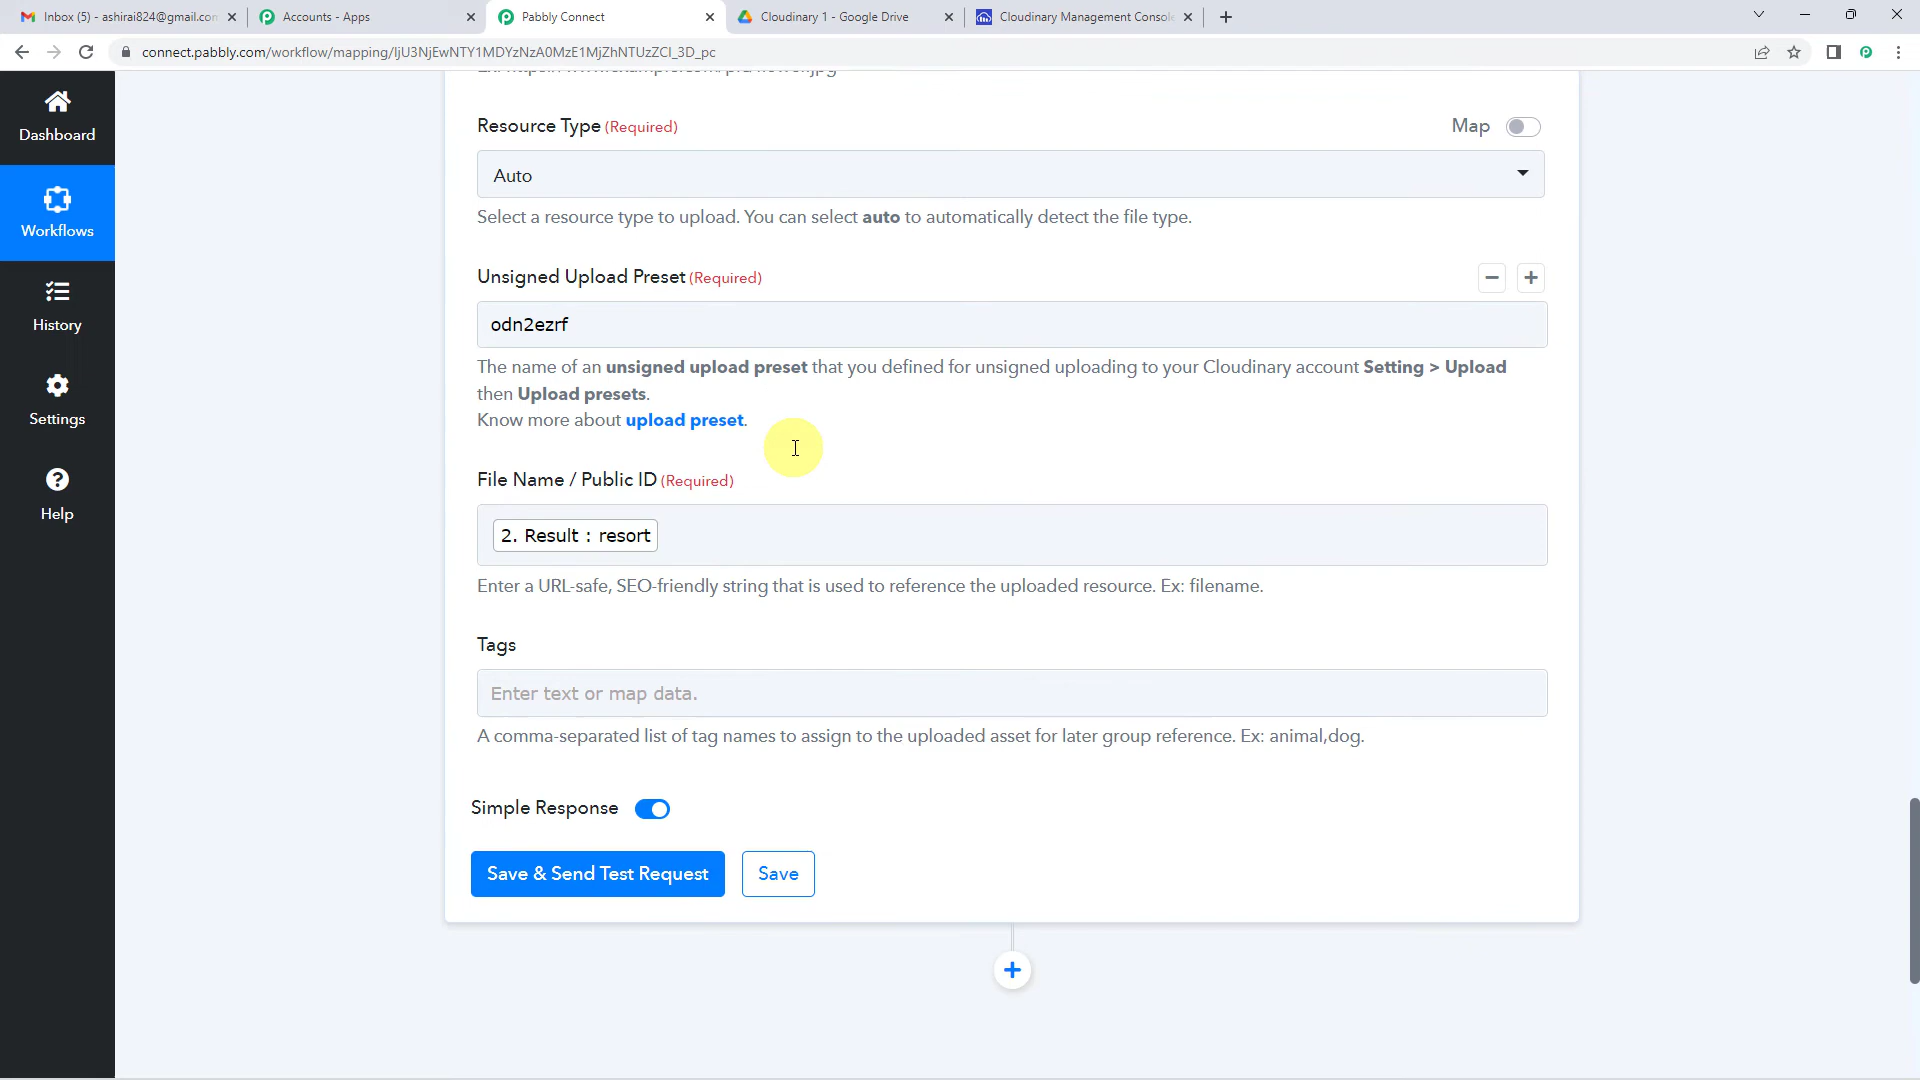 Inbox (5) - ashirai824@gmail.con
Accounts - Apps
Pabbly Connect
Cloudinary 1 - Google Drive
Cloudinary Management Console
connect.pabbly.com/workflow/mapping/IjU3NjEwNTY1MDYzNzA0MzE1MjZhNTUzZCI_3D_pc
Dashboard
Workflows
History
Settings
Help
Resource Type (Required)
Map
Auto
Select a resource type to upload. You can select auto to automatically detect the file type.
Unsigned Upload Preset (Required)
odn2ezrf
The name of an unsigned upload preset that you defined for unsigned uploading to your Cloudinary account Setting > Upload
then Upload presets.
Know more about upload preset.
File Name / Public ID (Required)
2. Result : resort
Enter a URL-safe, SEO-friendly string that is used to reference the uploaded resource. Ex: filename.
Tags
Enter text or map data.
A comma-separated list of tag names to assign to the uploaded asset for later group reference. Ex: animal,dog.
Simple Response
Save & Send Test Request
Save